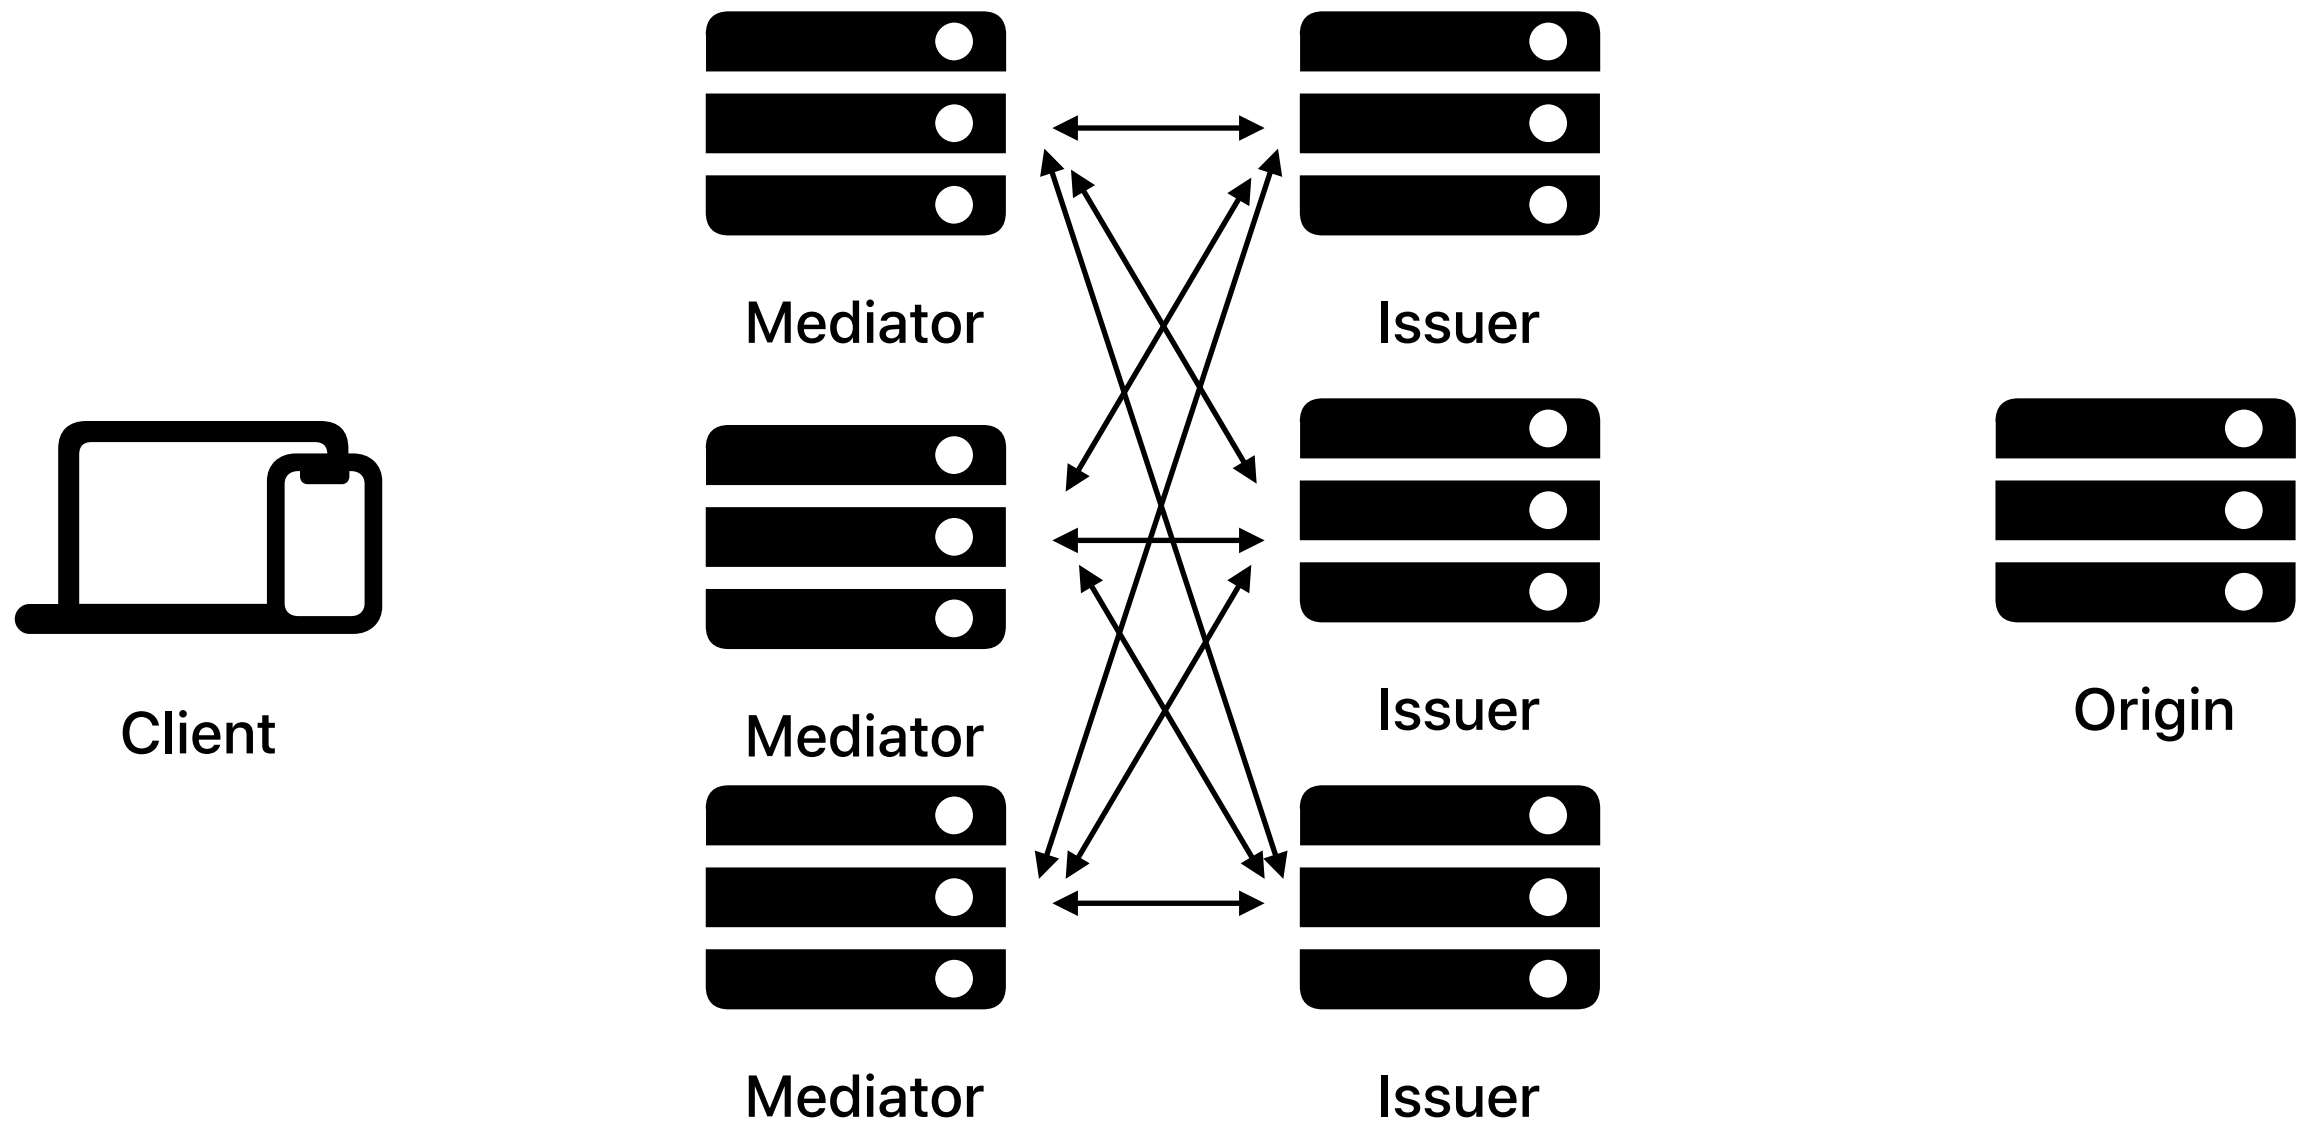 Mediator
Issuer
Client
Mediator
Issuer
Origin
Mediator
Issuer